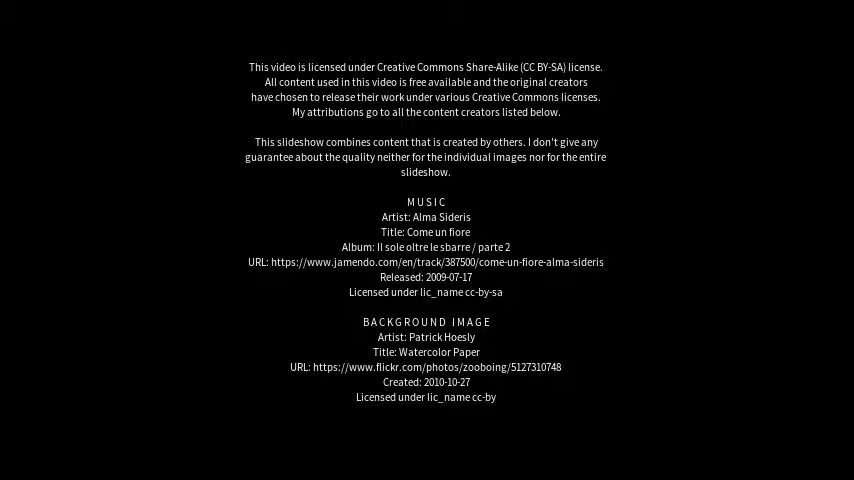 This video is licensed under Creative Commons Share-Alike (CC BY-SA) license.
All content used in this video is free available and the original creators
have chosen to release their work under various Creative Commons licenses.
My attributions go to all the content creators listed below.
This slideshow combines content that is created by others. I don't give any
guarantee about the quality neither for the individual images nor for the entire
slideshow.
MUSIC
Artist: Alma Sideris
Title: Come un fiore
Album: Il sole oltre le sbarre / parte 2
URL: https://www.jamendo.com/en/track/387500/come-un-fiore-alma-sideris
Released: 2009-07-17
Licensed under lic_name cc-by-sa
BACKGROUND IMAGE
Artist: Patrick Hoesly
Title: Watercolor Paper
URL: https://www.flickr.com/photos/zooboing/5127310748
Created: 2010-10-27
Licensed under lic_name cc-by